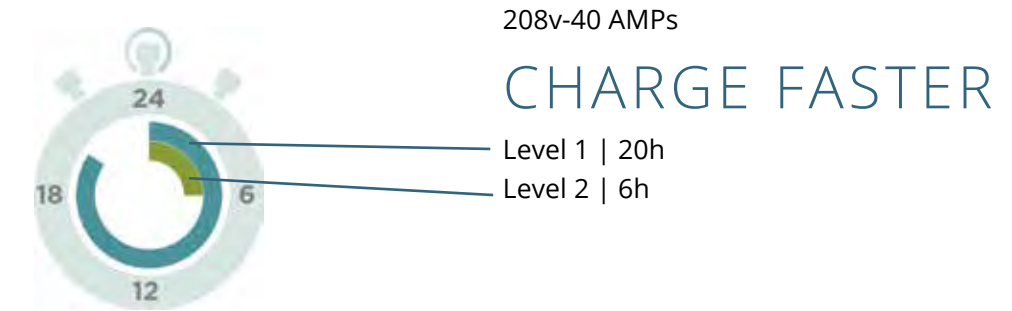 208v-40 AMPs
CHARGE FASTER
24
Level 1 | 20h
Level 2 | 6h
18
6
12